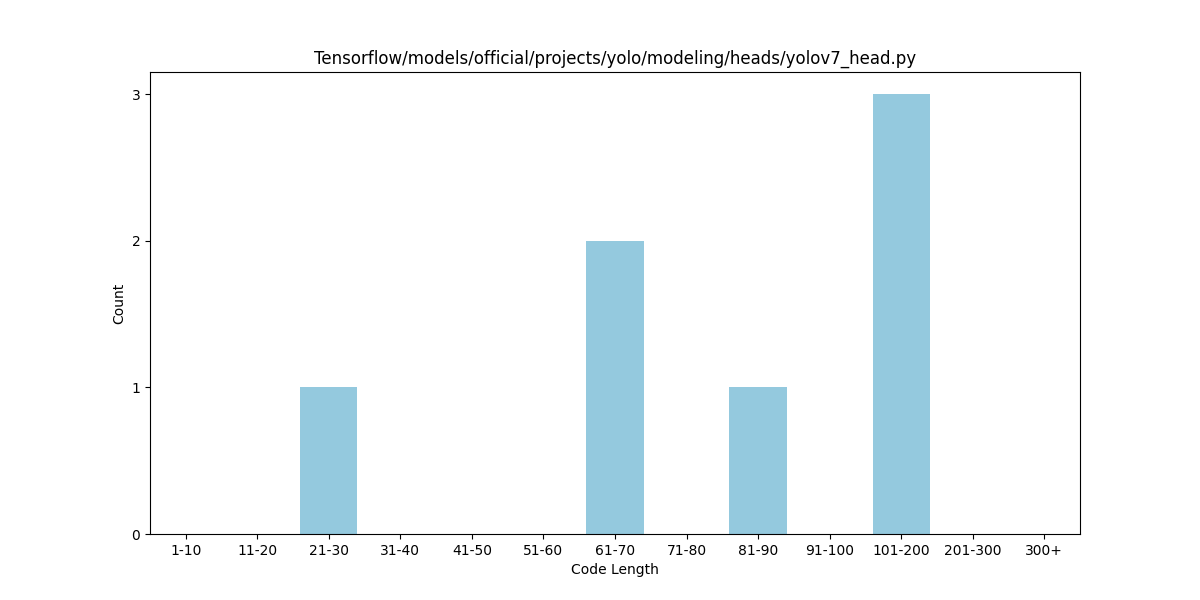 Tensorflow/models/official/projects/yolo/modeling/heads/yolov7_head.py
3
2
1
0
Count
1-10 11-20 21-30 31-40 41-50 51-60 61-70 71-80 81-90 91-100 101-200 201-300 300+
Code Length